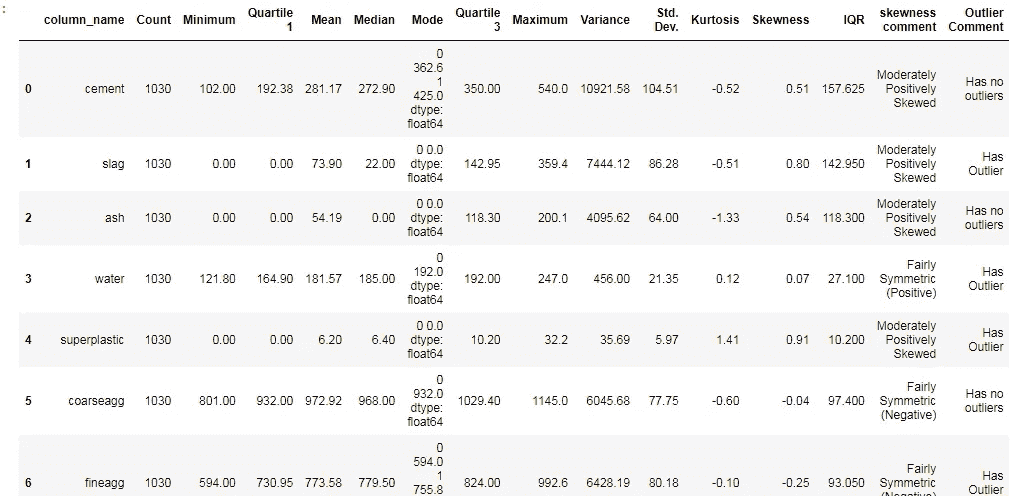 :
column_name Count Minimum Quartile 1 Mean Median Mode Quartile 3 Maximum Variance Std. Dev. Kurtosis Skewness IQR skewness comment Outlier Comment
0 cement 1030 102.00 192.38 281.17 272.90 0 362.6 1 425.0 dtype: float64 350.00 540.0 10921.58 104.51 -0.52 0.51 157.625 Moderately Positively Skewed Has no outliers
1 slag 1030 0.00 0.00 73.90 22.00 0 0.0 dtype: float64 142.95 359.4 7444.12 86.28 -0.51 0.80 142.950 Moderately Positively Skewed Has Outlier
2 ash 1030 0.00 0.00 54.19 0.00 0 0.0 dtype: float64 118.30 200.1 4095.62 64.00 -1.33 0.54 118.300 Moderately Positively Skewed Has no outliers
3 water 1030 121.80 164.90 181.57 185.00 0 192.0 dtype: float64 192.00 247.0 456.00 21.35 0.12 0.07 27.100 Fairly Symmetric (Positive) Has Outlier
4 superplastic 1030 0.00 0.00 6.20 6.40 0 0.0 dtype: float64 10.20 32.2 35.69 5.97 1.41 0.91 10.200 Moderately Positively Skewed Has Outlier
5 coarseagg 1030 801.00 932.00 972.92 968.00 0 932.0 dtype: float64 1029.40 1145.0 6045.68 77.75 -0.60 -0.04 97.400 Fairly Symmetric (Negative) Has no outliers
6 fineagg 1030 594.00 730.95 773.58 779.50 0 594.0 1 755.8 824.00 992.6 6428.19 80.18 -0.10 -0.25 93.050 Fairly Symmetric (Negative) Has Outlier